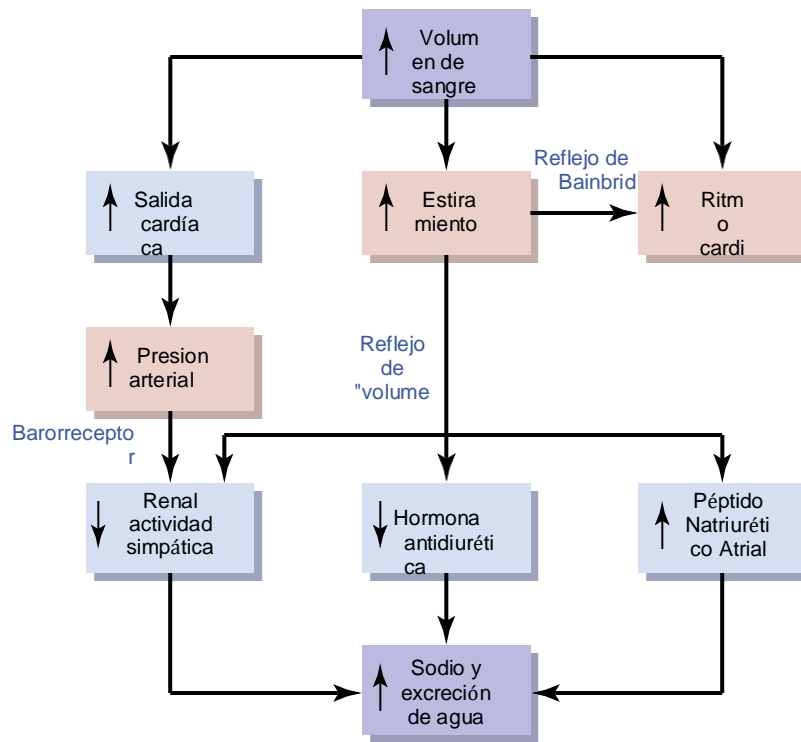 Volum
en de
sangre
Reflejo de
Bainbrid
Salida
cardía
ca
Estira
miento
Ritm
o
cardi
Presion
arterial
Reflejo
de
"volume
Barorrecepto
r
Renal
actividad
simpática
Hormona
antidiuréti
ca
Péptido
Natriuréti
co Atrial
Sodio y
excreción
de agua